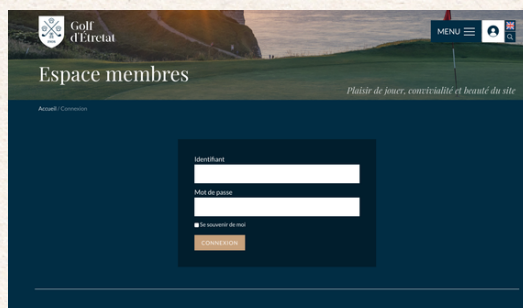 Golf
d'Étretat
MENU
Espace membres
Plaisir de jouer, convivialité et beauté du site
Accueil / Connexion
Identifiant
Mot de passe
Se souvenir de moi
CONNEXION